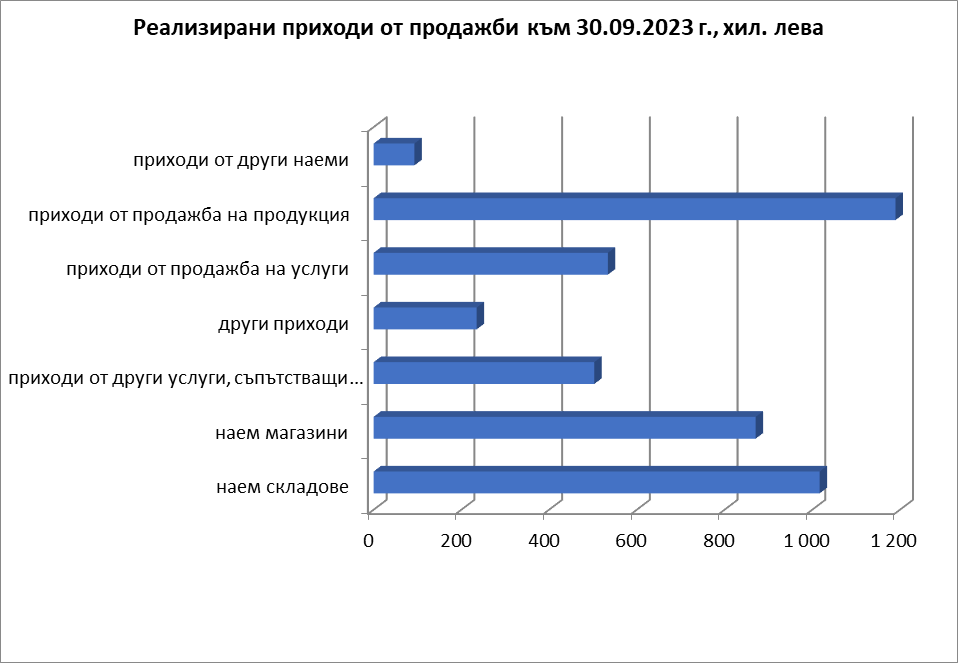 Реализирани приходи от продажби към 30.09.2023 г., хил. лева
приходи от други наеми
приходи от продажба на продукция
приходи от продажба на услуги
други приходи
приходи от други услуги, съпътстващи...
наем магазини
наем складове
0 200 400 600 800 1 000 1 200